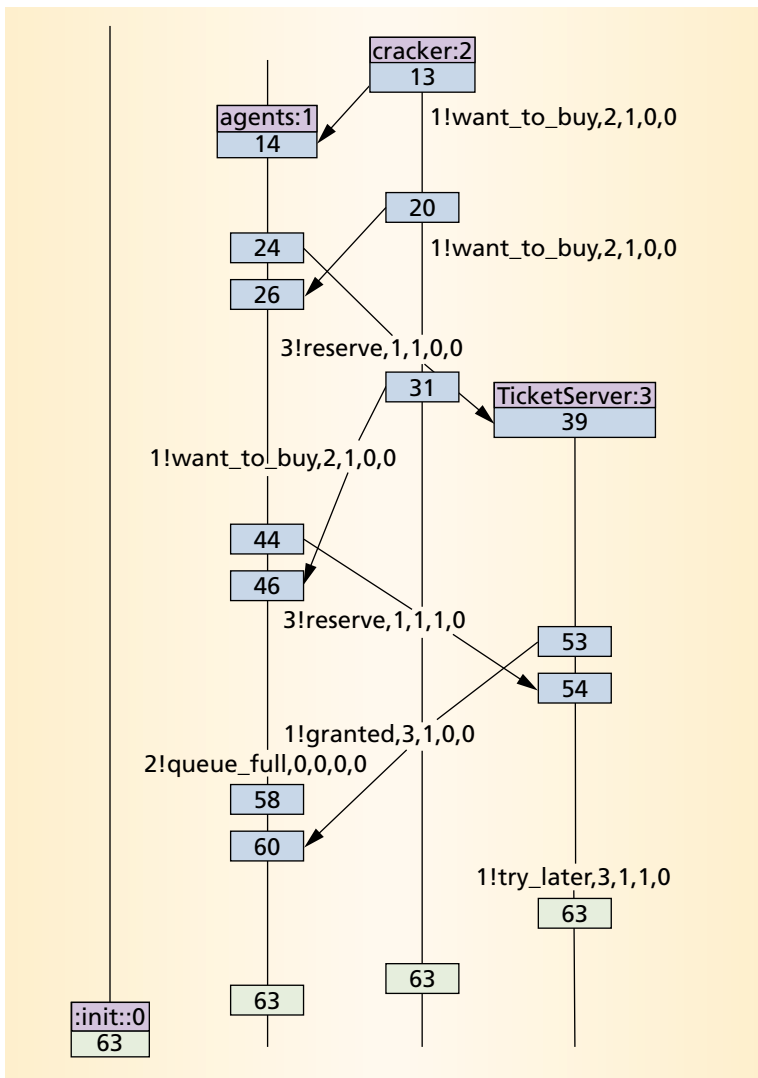 cracker:2
13
agents:1
14
1!want_to_buy,2,1,0,0
20
24
1!want_to_buy,2,1,0,0
26
3!reserve,1,1,0,0
31
TicketServer:3
39
1!want_to_buy,2,1,0,0
44
46
3!reserve,1,1,1,0
53
54
1!granted,3,1,0,0
2!queue_full,0,0,0,0
58
60
1!try_later,3,1,1,0
63
63
63
:init::0
63